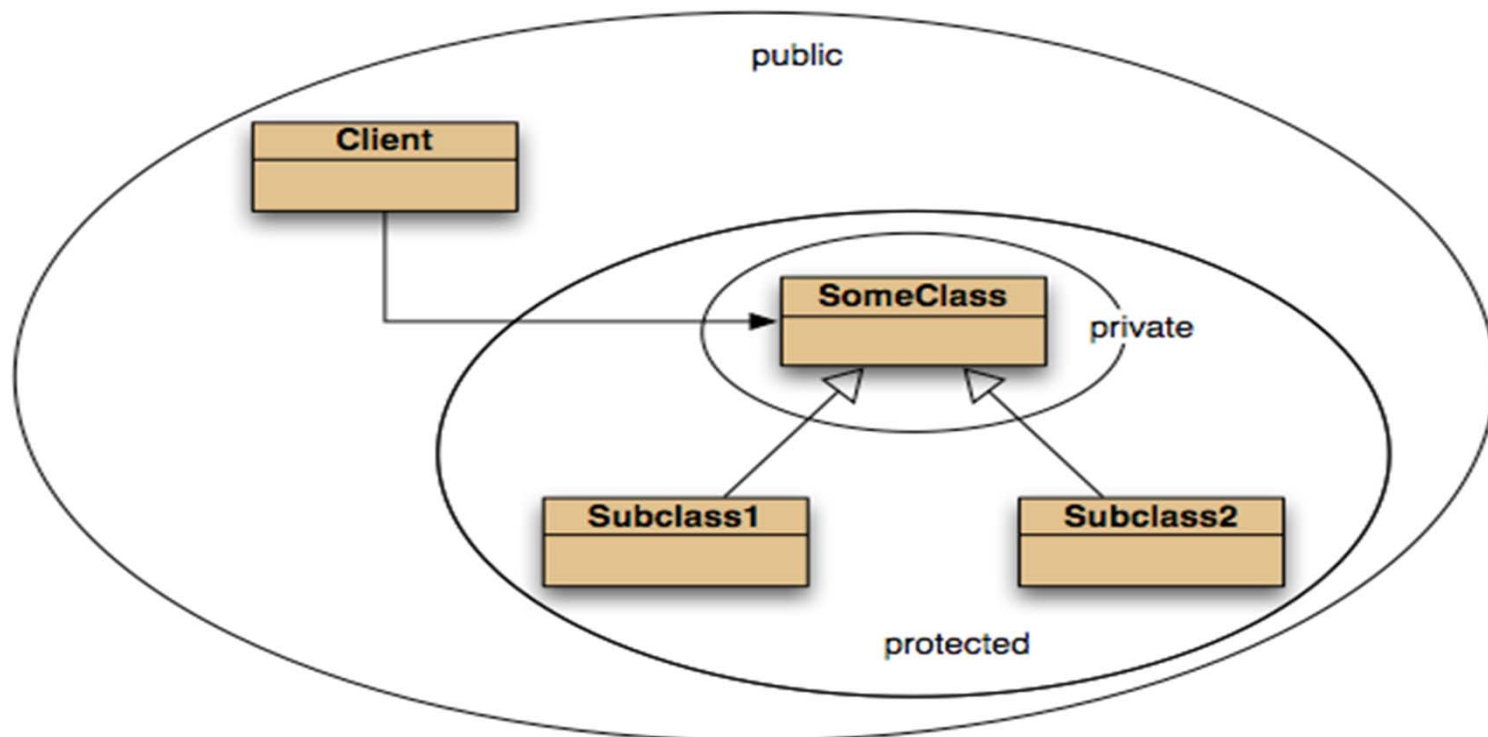 public
Client
SomeClass
private
Subclass1
Subclass2
protected